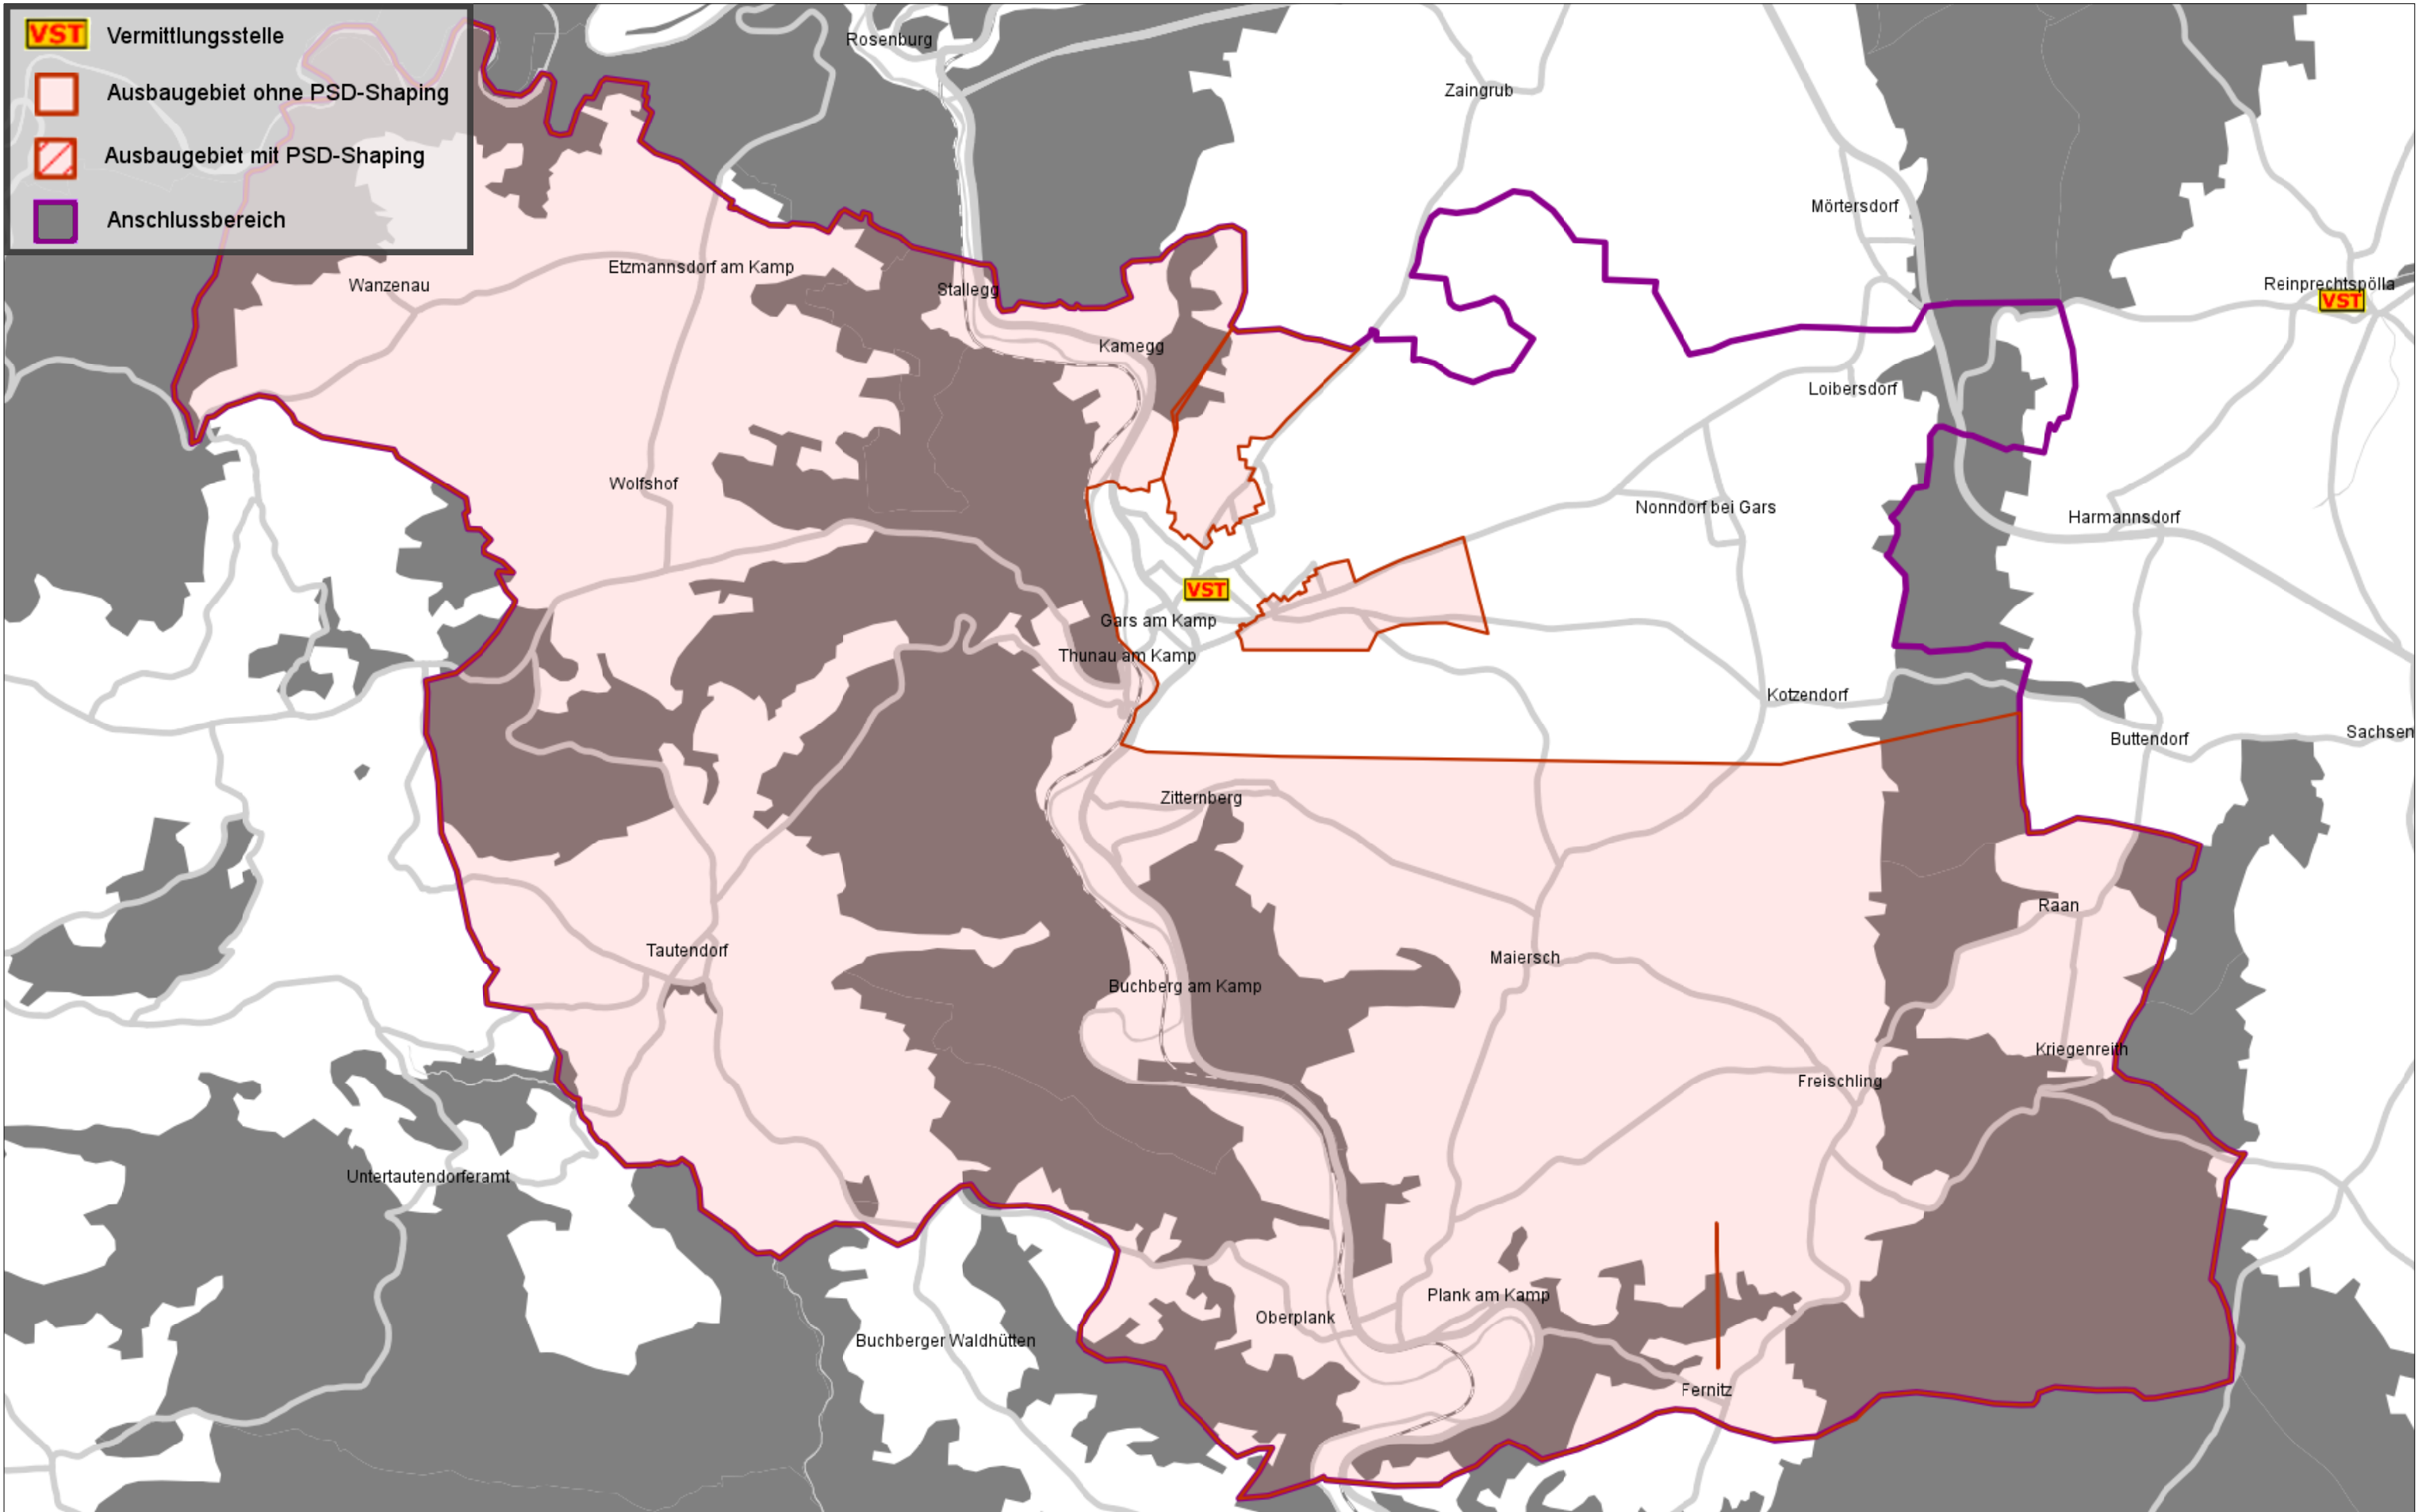 VST Vermittlungsstelle
Ausbaugebiet ohne PSD-Shaping
Ausbaugebiet mit PSD-Shaping
Anschlussbereich
Rosenburg
Zaingrub
Mörtersdorf
Etzmannsdorf am Kamp
Wanzenau
Stallegg
Reinprechtspölla
VST
Kamegg
Loibersdorf
Wolfshof
Nonndorf bei Gars
Harmannsdorf
VST
Gars am Kamp
Thunau am Kamp
Kotzendorf
Buttendorf
Sachsen
Zitternberg
Raan
Tautendorf
Maiersch
Buchberg am Kamp
Kriegenreith
Freischling
Untertautendorferamt
Plank am Kamp
Oberplank
Buchberger Waldhütten
Fernitz